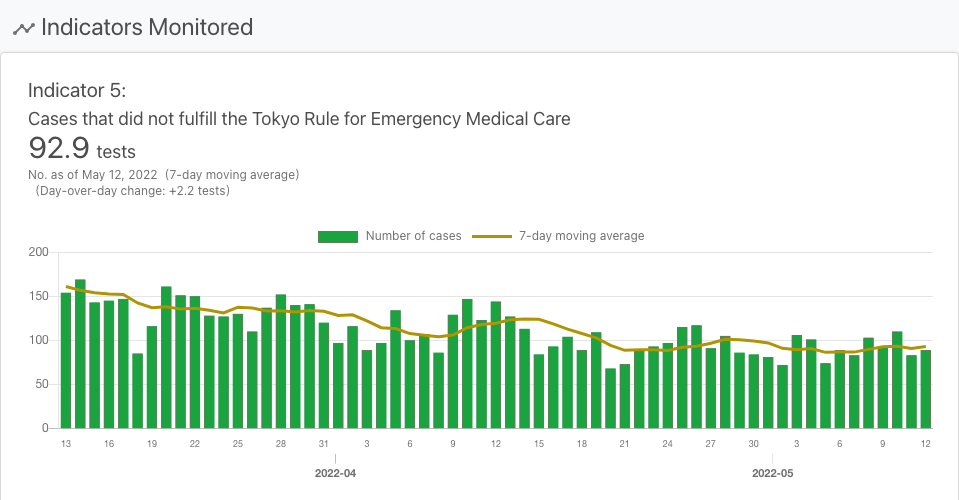 Indicators Monitored
Indicator 5:
Cases that did not fulfill the Tokyo Rule for Emergency Medical Care
92.9 tests
No. as of May 12, 2022 (7-day moving average)
(Day-over-day change: +2.2 tests)
Number of cases 7-day moving average
200
150
100
50
0
13 16 19 22 25 28 31 3 6 9 12 15 18 21 24 27 30 3 6 9 12
2022-04 2022-05